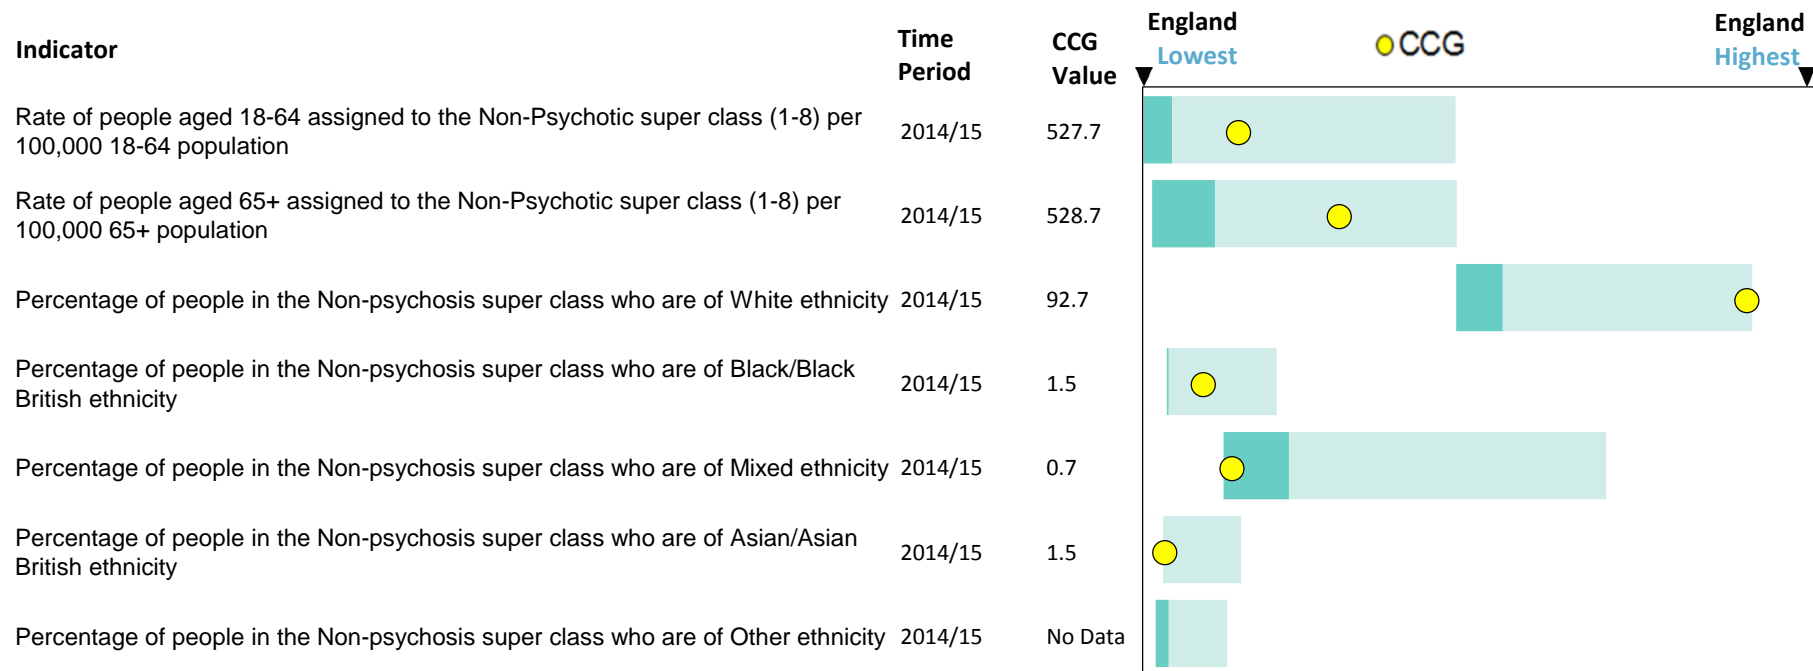 Indicator
Time
Period
CCG
Value
England
Lowest
CCG
England
Highest
Rate of people aged 18-64 assigned to the Non-Psychotic super class (1-8) per
100,000 18-64 population
2014/15
527.7
Rate of people aged 65+ assigned to the Non-Psychotic super class (1-8) per
100,000 65+ population
2014/15
528.7
Percentage of people in the Non-psychosis super class who are of White ethnicity
2014/15
92.7
Percentage of people in the Non-psychosis super class who are of Black/Black
British ethnicity
2014/15
1.5
Percentage of people in the Non-psychosis super class who are of Mixed ethnicity
2014/15
0.7
Percentage of people in the Non-psychosis super class who are of Asian/Asian
British ethnicity
2014/15
1.5
Percentage of people in the Non-psychosis super class who are of Other ethnicity
2014/15
No Data